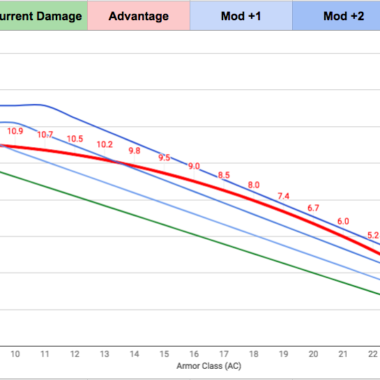 urrent Damage Advantage Mod +1 Mod +2
10.9 10.7 10.5 10.2 9.8 9.5 9.0 8.5 8.0 7.4 6.7 6.0 5.2
10 11 12 13 14 15 16 17 18 19 20 21 22
Armor Class (AC)